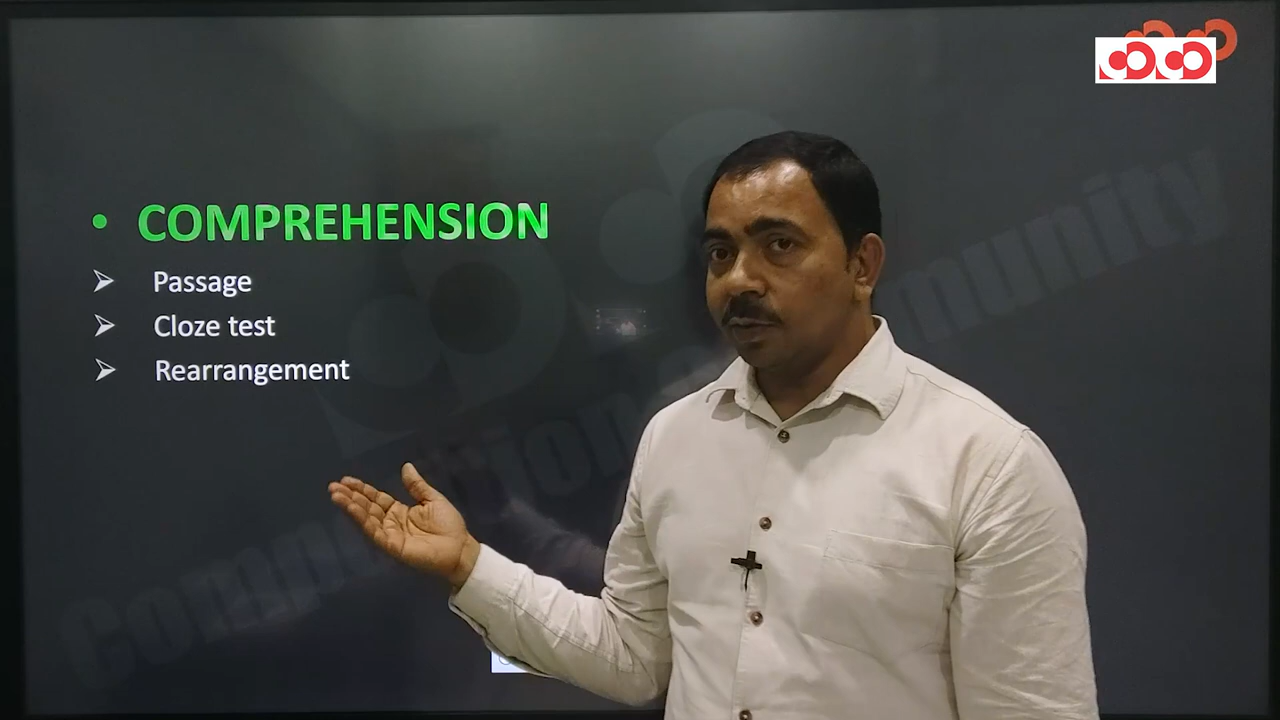 • COMPREHENSION
➢ Passage
➢ Cloze test
➢ Rearrangement